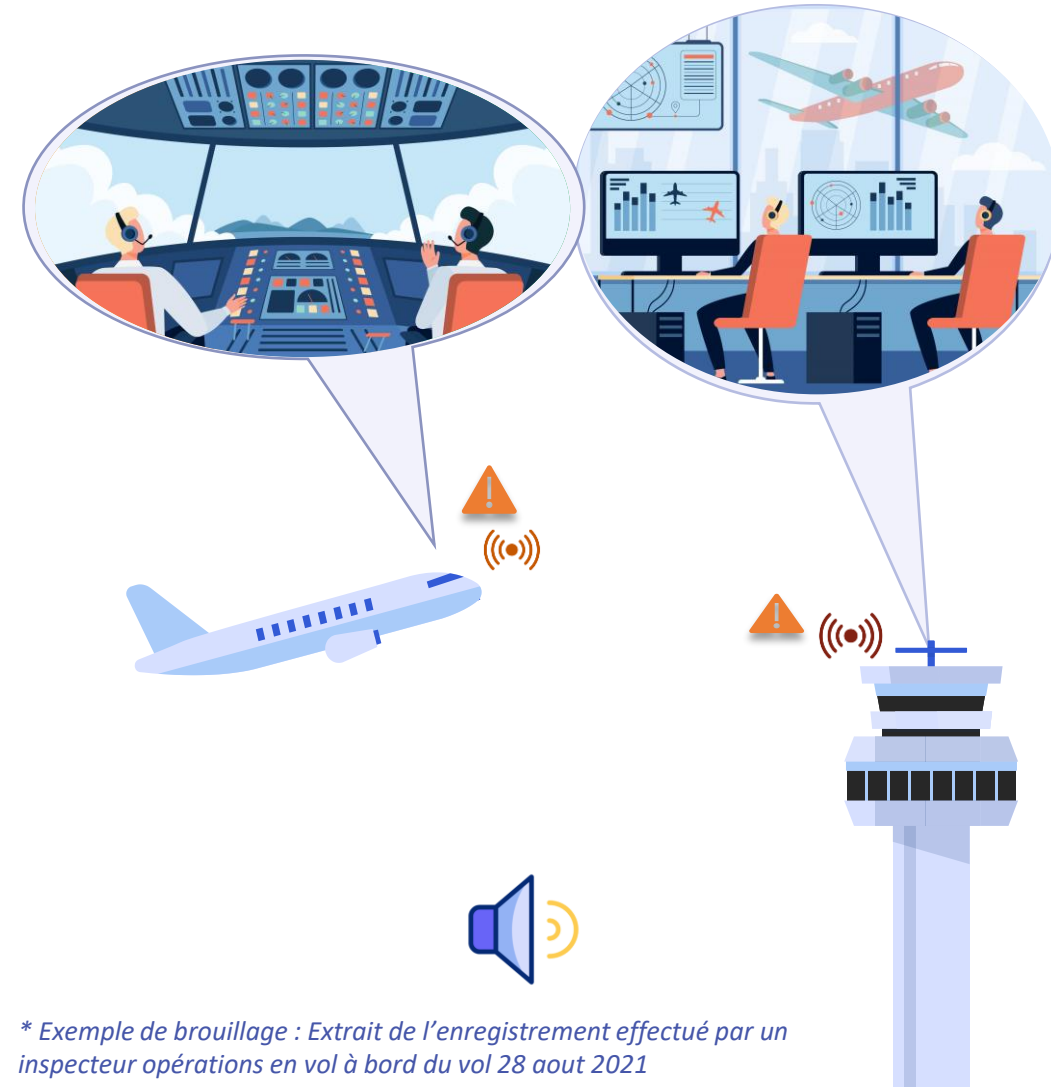 * Exemple de brouillage : Extrait de l’enregistrement effectué par un
inspecteur opérations en vol à bord du vol 28 aout 2021